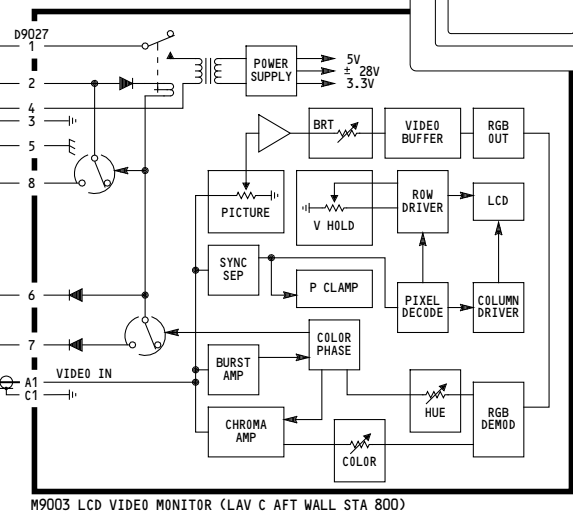 D9027
1
2
4
3
5
8
6
7
A1
C1
VIDEO IN
POWER
SUPPLY
5V
± 28V
3.3V
BRT
VIDEO
BUFFER
RGB
OUT
PICTURE
V HOLD
ROW
DRIVER
LCD
SYNC
SEP
P CLAMP
PIXEL
DECODE
COLUMN
DRIVER
COLOR
PHASE
BURST
AMP
HUE
RGB
DEMOD
CHROMA
AMP
COLOR
M9003 LCD VIDEO MONITOR (LAV C AFT WALL STA 800)